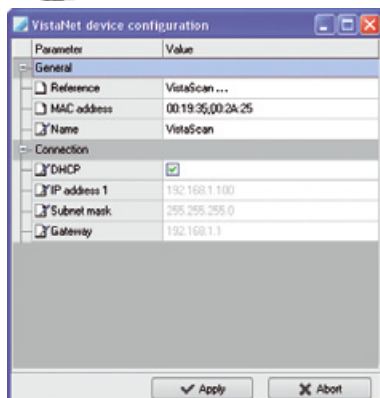 VistaNet device configuration
Parameter Value
General
Reference VistaScan ...
MAC address 00:19:35,00:2A:25
Name VistaScan
Connection
DHCP
IP address 1 192.168.1.100
Subnet mask 255.255.255.0
Gateway 192.168.1.1
Apply Abort